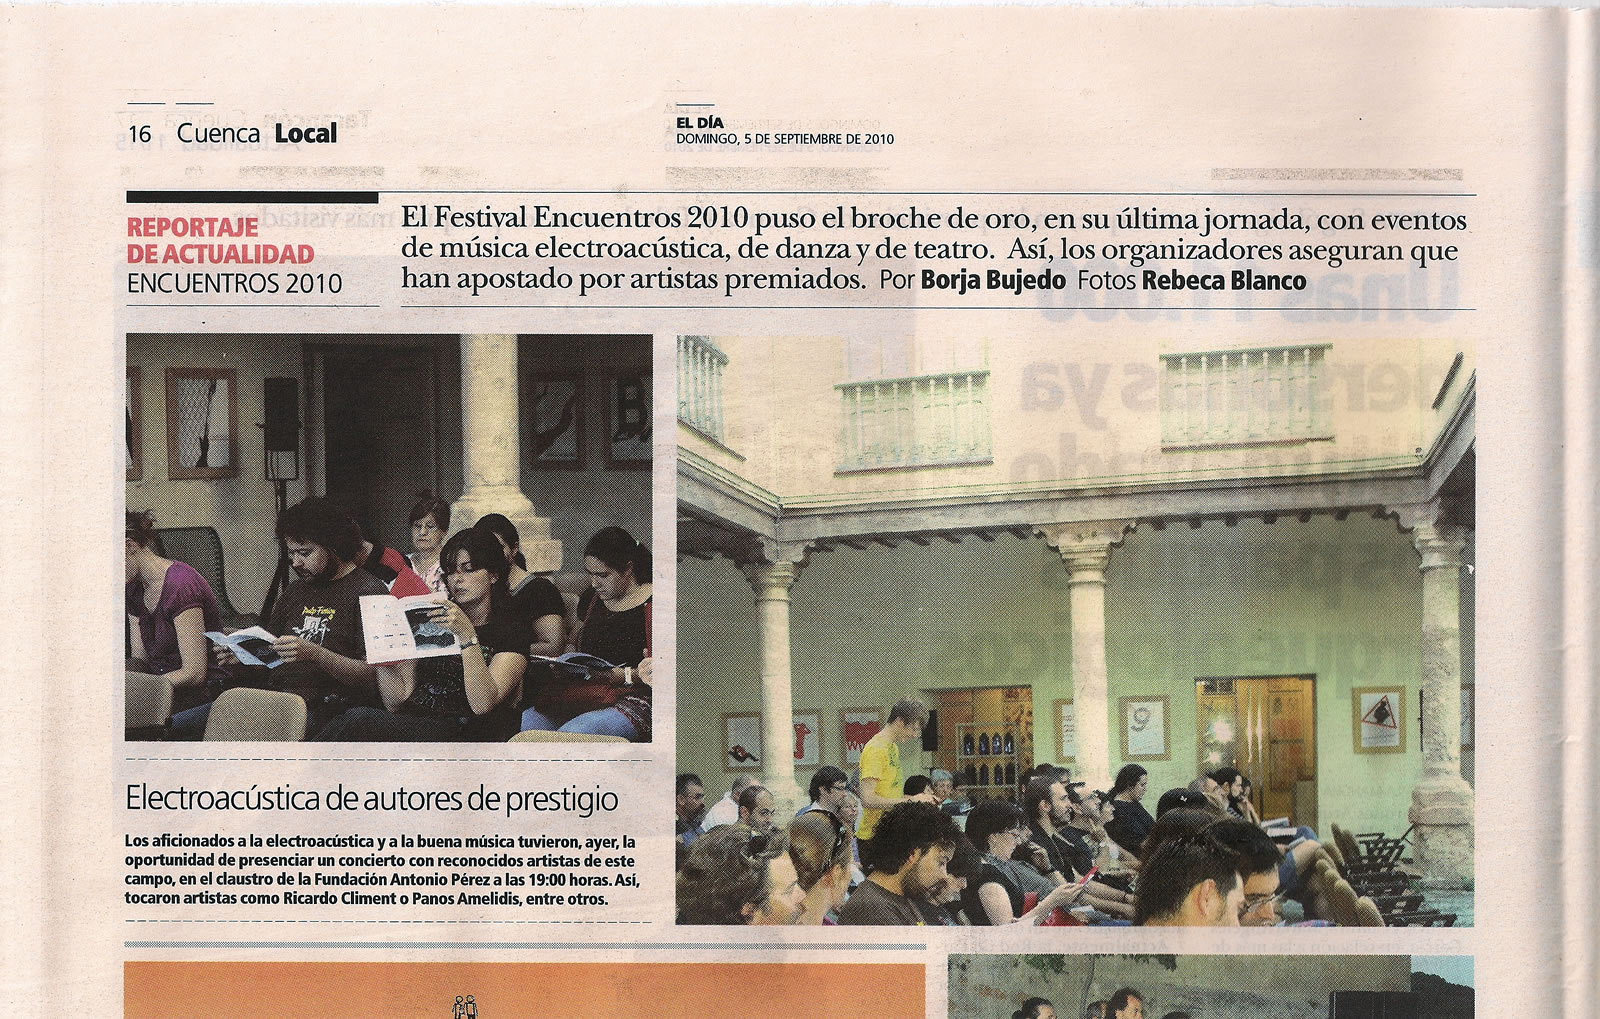 16 Cuenca Local
EL DÍA
DOMINGO, 5 DE SEPTIEMBRE DE 2010
REPORTAJE
DE ACTUALIDAD
ENCUENTROS 2010
El Festival Encuentros 2010 puso el broche de oro, en su última jornada, con eventos
de música electroacústica, de danza y de teatro. Así, los organizadores aseguran que
han apostado por artistas premiados. Por Borja Bujedo Fotos Rebeca Blanco
Pulp Fiction
Electroacústica de autores de prestigio
Los aficionados a la electroacústica y a la buena música tuvieron, ayer, la
oportunidad de presenciar un concierto con reconocidos artistas de este
campo, en el claustro de la Fundación Antonio Pérez a las 19:00 horas. Así,
tocaron artistas como Ricardo Climent o Panos Amelidis, entre otros.